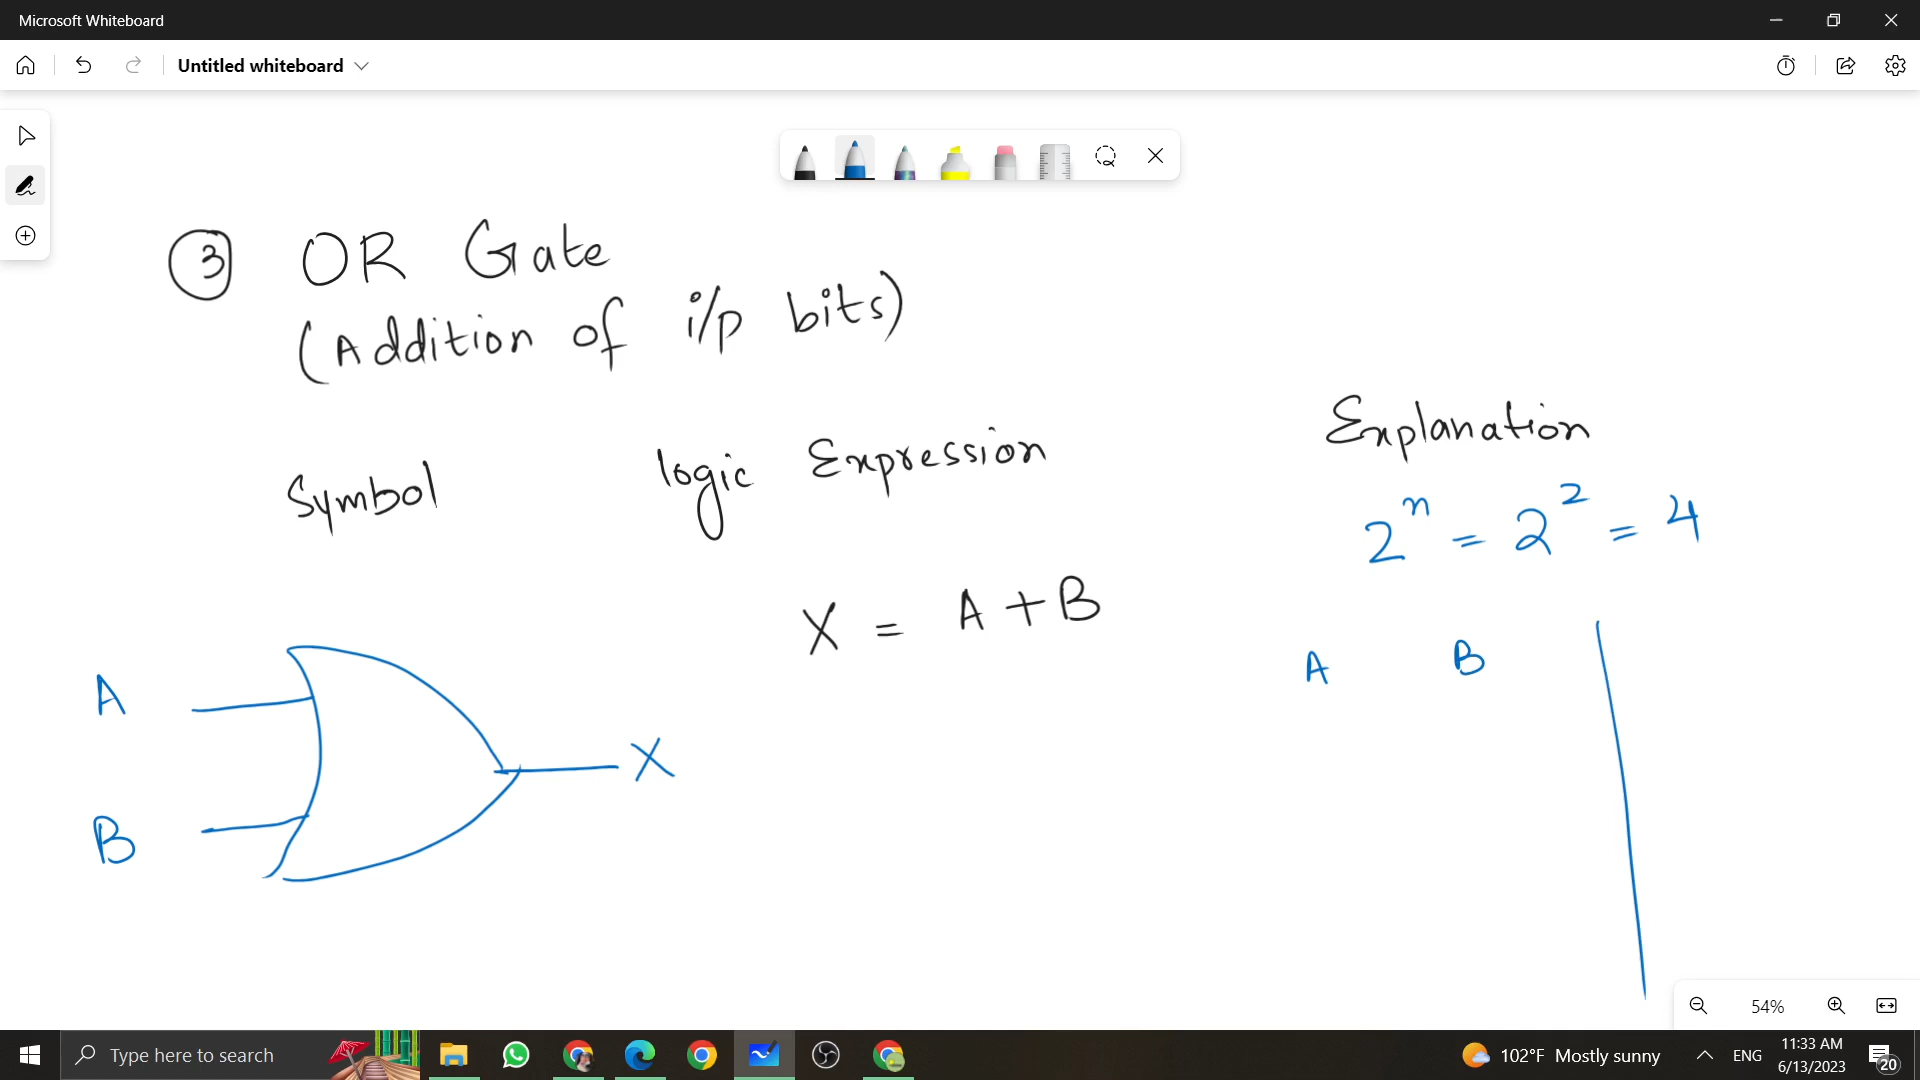 Microsoft Whiteboard
Untitled whiteboard
3 OR Gate
(Addition of i/p bits)
Symbol
logic Expression
Explanation
2ⁿ = 2² = 4
X = A + B
A B
A
X
B
54%
Type here to search
102°F Mostly sunny
ENG
11:33 AM
6/13/2023
20